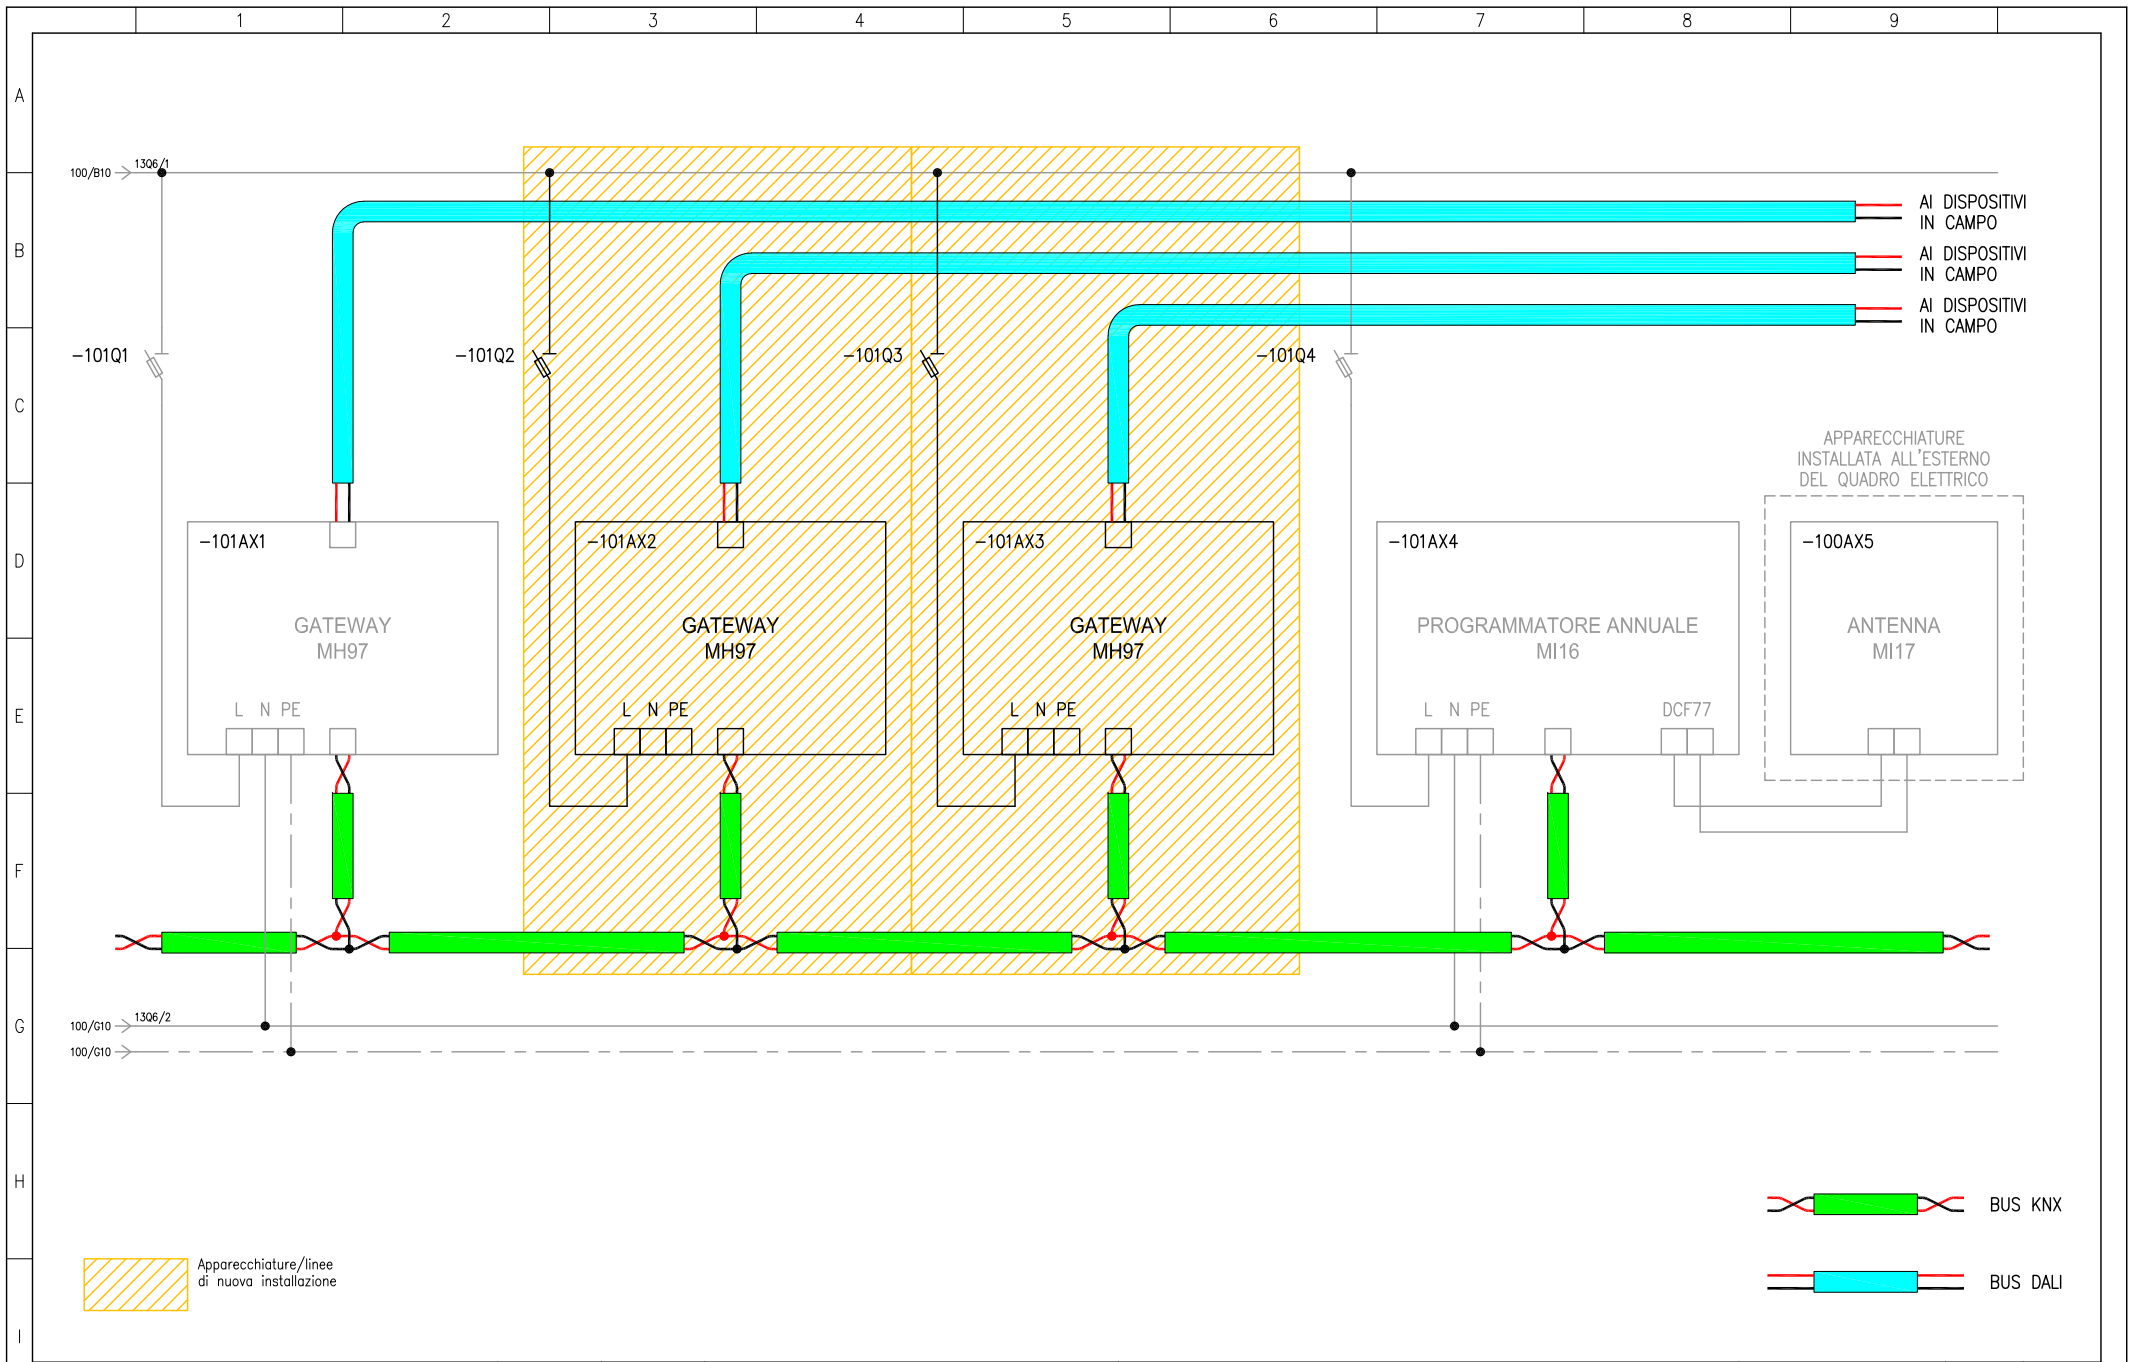 1 2 3 4 5 6 7 8 9
A
100/B10 13Q6/1
AI DISPOSITIVI
IN CAMPO
B
AI DISPOSITIVI
IN CAMPO
AI DISPOSITIVI
IN CAMPO
-101Q1 -101Q2 -101Q3 -101Q4
C
APPARECCHIATURE
INSTALLATA ALL'ESTERNO
DEL QUADRO ELETTRICO
-101AX1 -101AX2 -101AX3 -101AX4 -100AX5
D
GATEWAY GATEWAY GATEWAY PROGRAMMATORE ANNUALE ANTENNA
MH97 MH97 MH97 MI16 MI17
L N PE L N PE L N PE L N PE DCF77
E
F
100/G10 13Q6/2
G
100/G10
H
BUS KNX
Apparecchiature/linee
di nuova installazione
BUS DALI
I